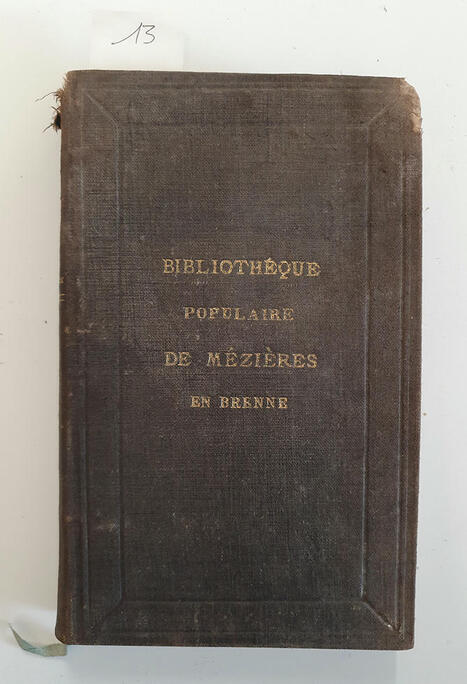 13
BIBLIOTHÈQUE
POPULAIRE
DE MÉZIÈRES
EN BRENNE